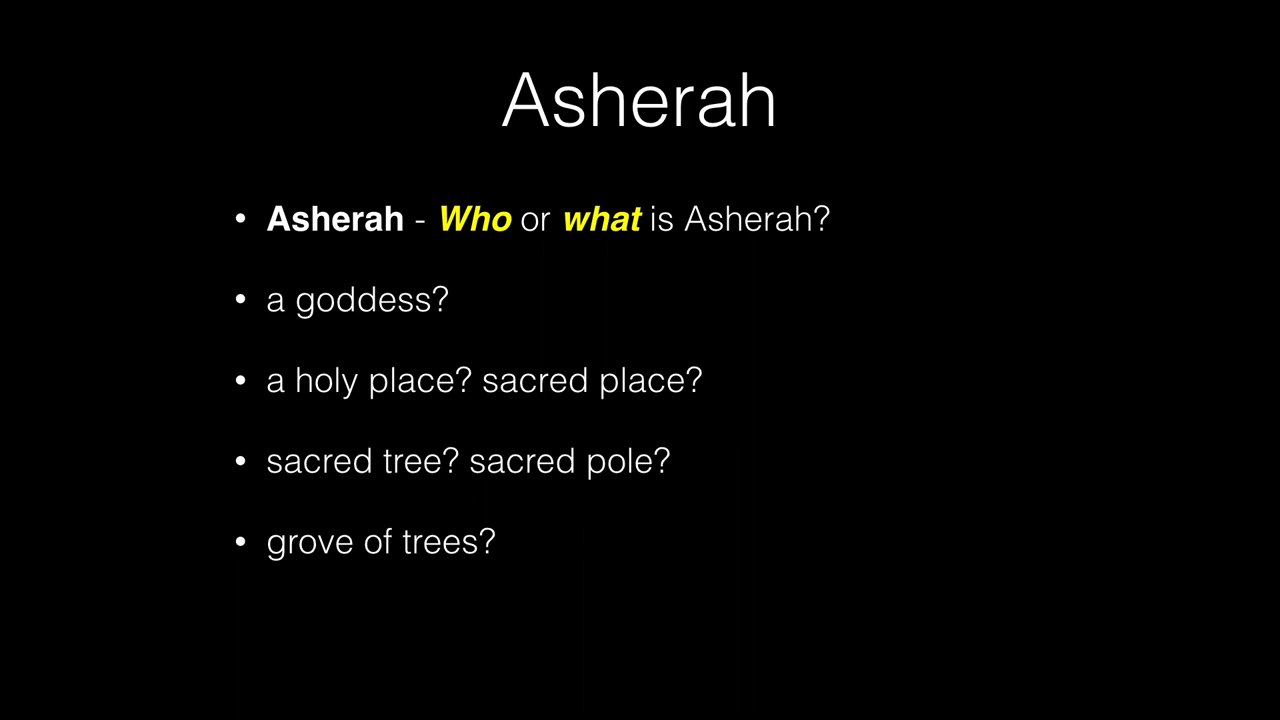 Asherah
• Asherah - Who or what is Asherah?
• a goddess?
• a holy place? sacred place?
• sacred tree? sacred pole?
• grove of trees?